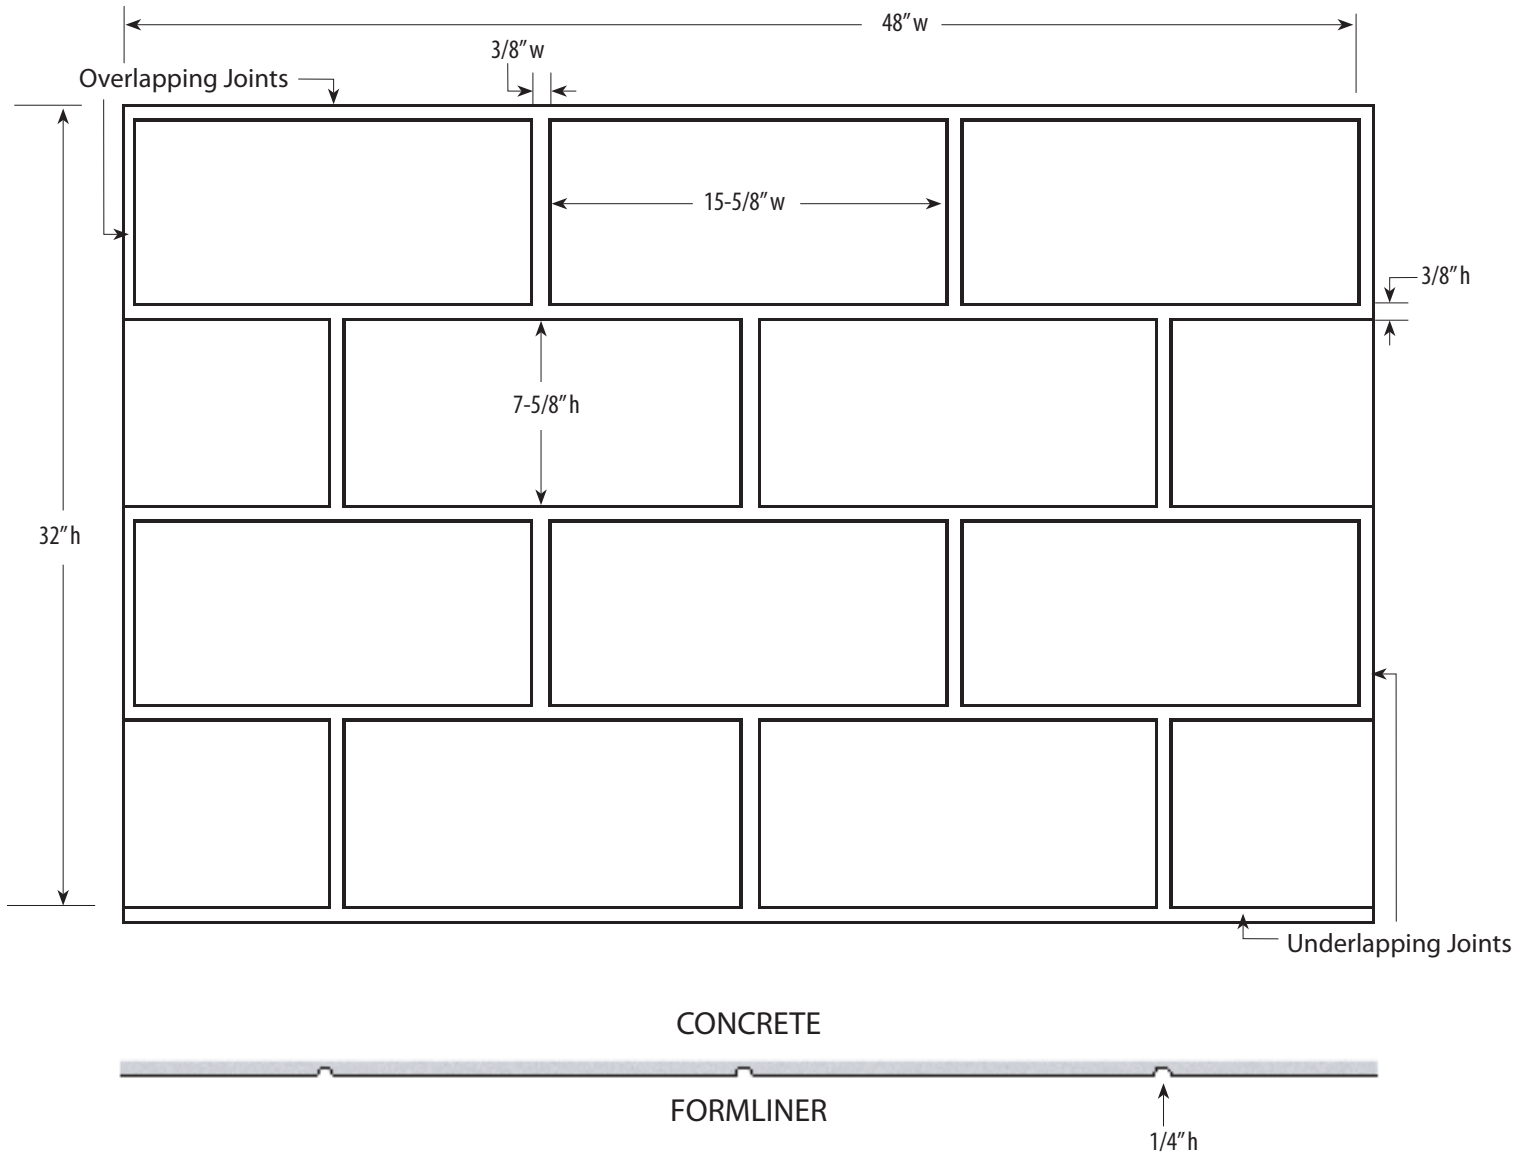 48” w
3/8” w
Overlapping Joints
15-5/8” w
3/8” h
7-5/8” h
32” h
Underlapping Joints
CONCRETE
FORMLINER
1/4” h